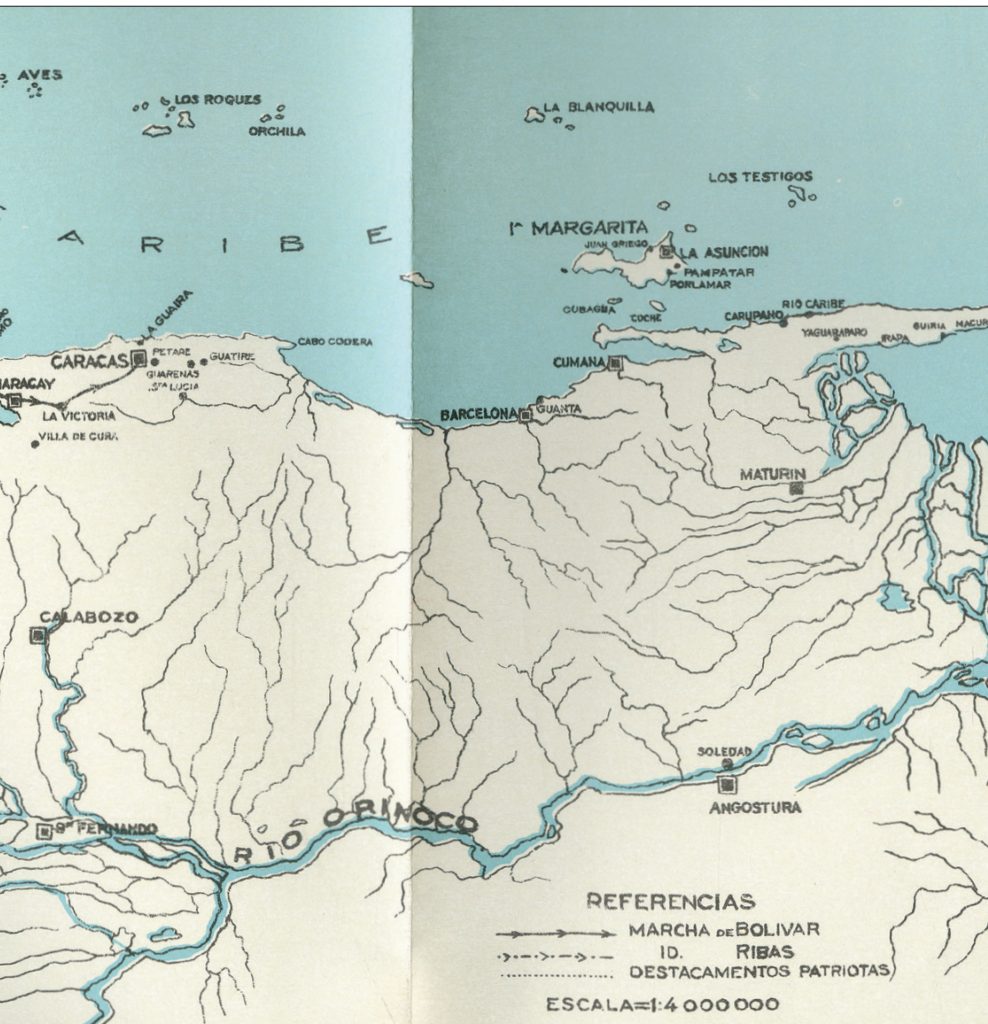 AVES
LOS ROQUES
ORCHILA
LA BLANQUILLA
LOS TESTIGOS
ARIBE
Iᴬ MARGARITA
JUAN GRIEGO
LA ASUNCION
PAMPATAR
PORLAMAR
CUBAGUA
COCHE
RIO CARIBE
CARUPANO
YAGUARAPARO
IRAPA
GUIRIA
MACUR
LA GUAIRA
CABO CODERA
CARACAS
PETARE
GUATIRE
GUARENAS
STA LUCIA
CUMANA
ARACAY
LA VICTORIA
BARCELONA
GUANTA
VILLA DE CURA
MATURIN
CALABOZO
SOLEDAD
ANGOSTURA
Sⁿ FERNANDO
RIO ORINOCO
REFERENCIAS
MARCHA DE BOLIVAR
ID. RIBAS
DESTACAMENTOS PATRIOTAS
ESCALA=1:4000000